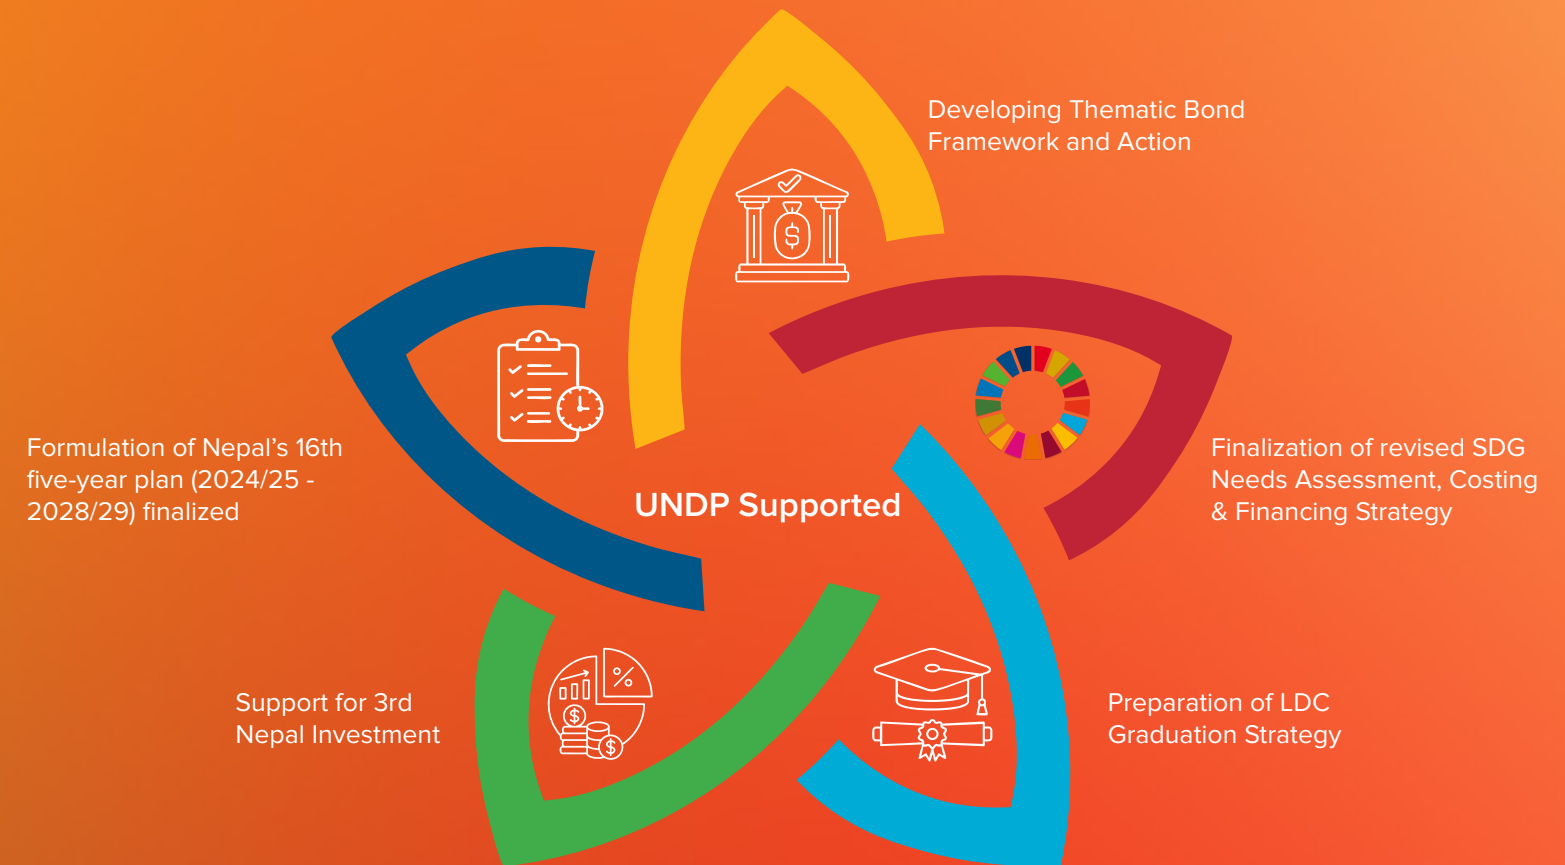 Developing Thematic Bond
Framework and Action
Formulation of Nepal’s 16th
five-year plan (2024/25 -
2028/29) finalized
Finalization of revised SDG
Needs Assessment, Costing
& Financing Strategy
UNDP Supported
Support for 3rd
Nepal Investment
Preparation of LDC
Graduation Strategy
$
%
$
$